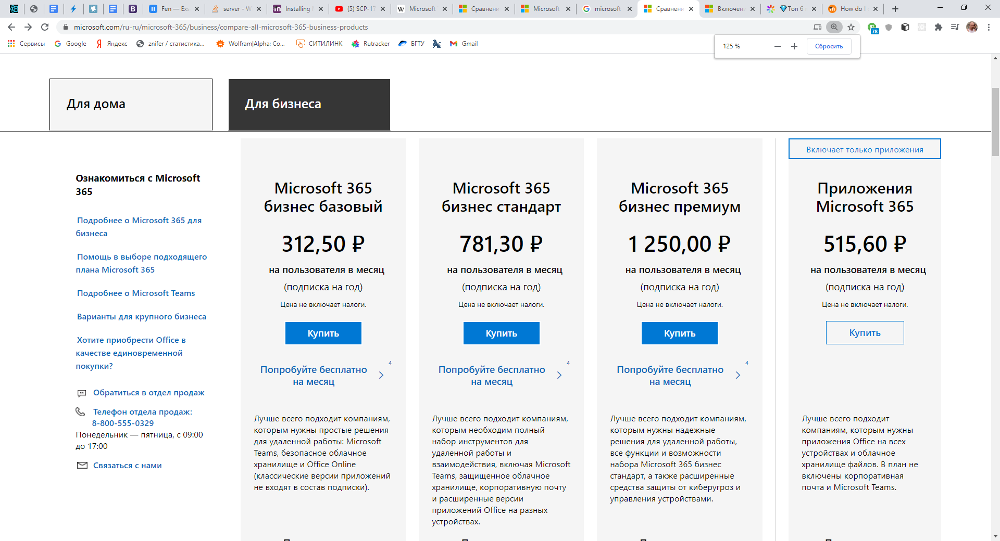 Fen — Exs
server - W
Installing
(5) SCP-17
Microsoft
Сравнени
Microsoft
microsoft
Сравнени
Включени
Топ 6 г
How do I
microsoft.com/ru-ru/microsoft-365/business/compare-all-microsoft-365-business-products
78
Сервисы
Google
Яндекс
znifer / статистика...
Wolfram|Alpha: Co...
СИТИЛИНК
Rutracker
БГТУ
Gmail
125 %
Сбросить
Для дома
Для бизнеса
Ознакомиться с Microsoft
365
Подробнее о Microsoft 365 для
бизнеса
Помощь в выборе подходящего
плана Microsoft 365
Подробнее о Microsoft Teams
Варианты для крупного бизнеса
Хотите приобрести Office в
качестве единовременной
покупки?
Обратиться в отдел продаж
Телефон отдела продаж:
8-800-555-0329
Понедельник — пятница, с 09:00
до 17:00
Связаться с нами
Microsoft 365
бизнес базовый
312,50 ₽
на пользователя в месяц
(подписка на год)
Цена не включает налоги.
Купить
Попробуйте бесплатно
на месяц
4
Лучше всего подходит компаниям,
которым нужны простые решения
для удаленной работы: Microsoft
Teams, безопасное облачное
хранилище и Office Online
(классические версии приложений
не входят в состав подписки).
Microsoft 365
бизнес стандарт
781,30 ₽
на пользователя в месяц
(подписка на год)
Цена не включает налоги.
Купить
Попробуйте бесплатно
на месяц
4
Лучше всего подходит компаниям,
которым необходим полный
набор инструментов для
удаленной работы и
взаимодействия, включая Microsoft
Teams, защищенное облачное
хранилище, корпоративную почту
и расширенные версии
приложений Office на разных
устройствах.
Microsoft 365
бизнес премиум
1 250,00 ₽
на пользователя в месяц
(подписка на год)
Цена не включает налоги.
Купить
Попробуйте бесплатно
на месяц
4
Лучше всего подходит компаниям,
которым нужны надежные
решения для удаленной работы,
все функции и возможности
набора Microsoft 365 бизнес
стандарт, а также расширенные
средства защиты от киберугроз и
управления устройствами.
Включает только приложения
Приложения
Microsoft 365
515,60 ₽
на пользователя в месяц
(подписка на год)
Цена не включает налоги.
Купить
Лучше всего подходит
компаниям, которым нужны
приложения Office на всех
устройствах и облачное
хранилище файлов. В план не
включены корпоративная
почта и Microsoft Teams.